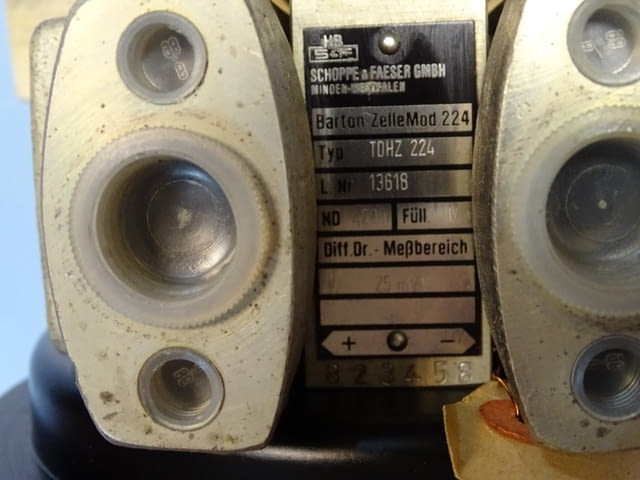 S&F
SCHOPPE & FAESER GMBH
MINDEN-WESTFALEN
Barton-Zelle Mod 224
Typ TDHZ 224
L Nr 13618
ND Füll.
Diff.Dr.-Meßbereich
25
+ -
823458